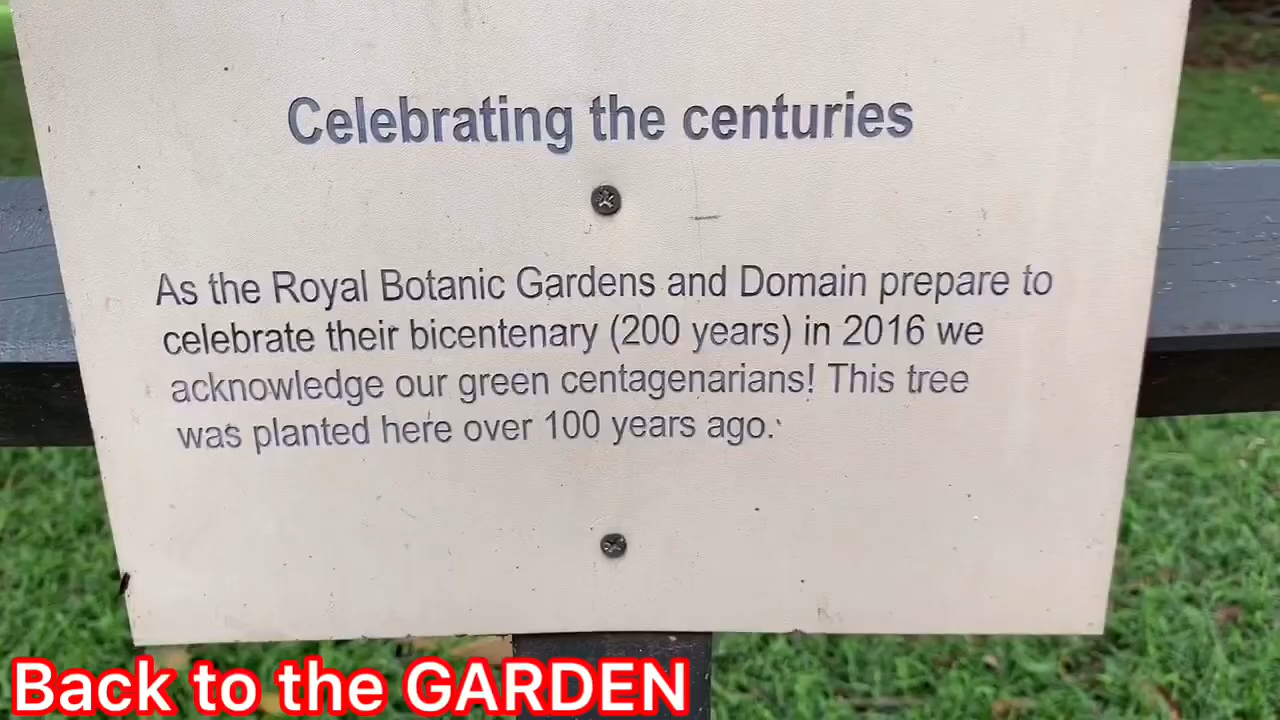 Celebrating the centuries
As the Royal Botanic Gardens and Domain prepare to
celebrate their bicentenary (200 years) in 2016 we
acknowledge our green centagenarians! This tree
was planted here over 100 years ago.
Back to the GARDEN